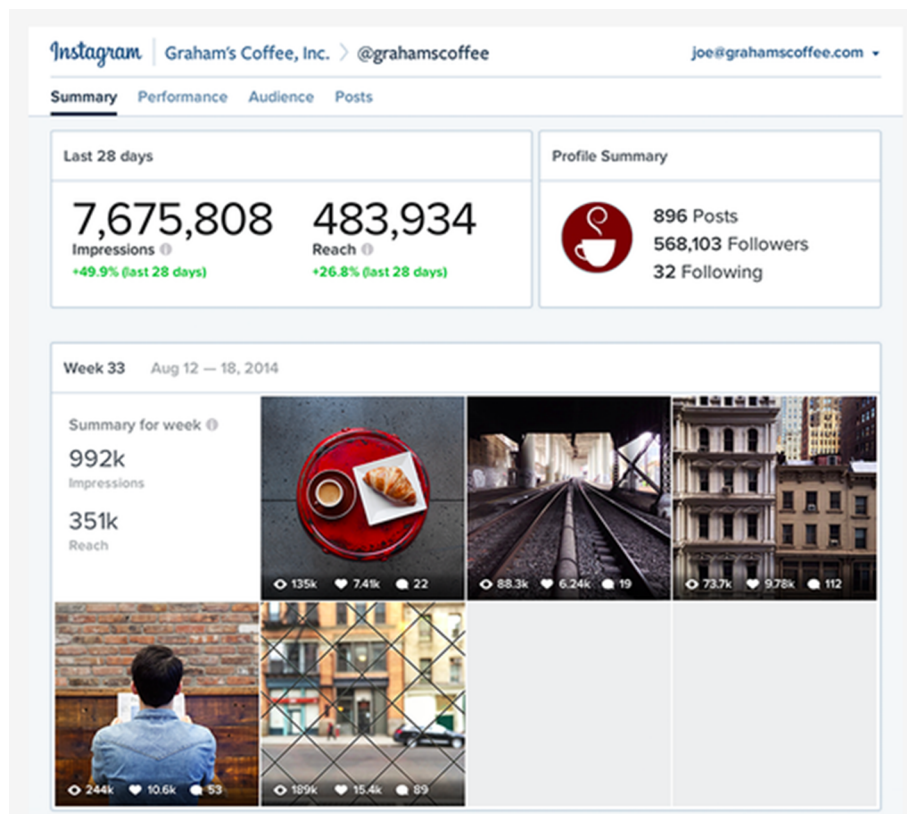 Instagram Graham's Coffee, Inc. @grahamscoffee joe@grahamscoffee.com
Summary Performance Audience Posts
Last 28 days
7,675,808 483,934
Impressions Reach
+49.9% (last 28 days) +26.8% (last 28 days)
Profile Summary
896 Posts
568,103 Followers
32 Following
Week 33 Aug 12 — 18, 2014
Summary for week
992k
Impressions
351k
Reach
135k 7.41k 22
88.3k 6.24k 19
73.7k 9.78k 112
244k 10.6k 53
189k 15.4k 89